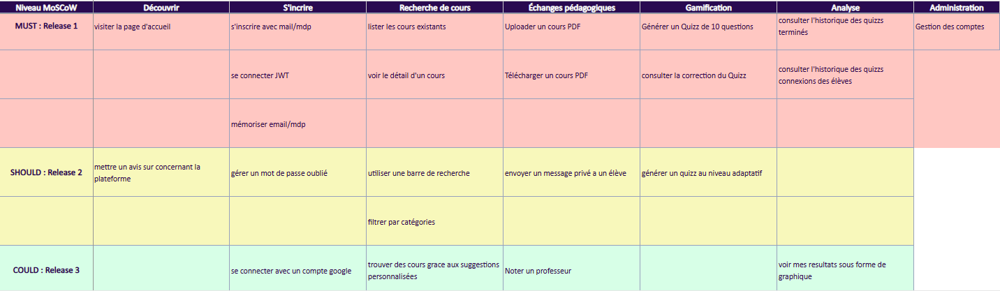 Niveau MoSCoW Découvrir S'incrire Recherche de cours Échanges pédagogiques Gamification Analyse Administration
MUST : Release 1 visiter la page d'accueil s'inscrire avec mail/mdp lister les cours existants Uploader un cours PDF Générer un Quizz de 10 questions consulter l'historique des quizzs terminés Gestion des comptes
se connecter JWT voir le détail d'un cours Télécharger un cours PDF consulter la correction du Quizz consulter l'historique des quizzs connexions des élèves
mémoriser email/mdp
SHOULD : Release 2 mettre un avis sur concernant la plateforme gérer un mot de passe oublié utiliser une barre de recherche envoyer un message privé a un élève générer un quizz au niveau adaptatif
filtrer par catégories
COULD : Release 3 se connecter avec un compte google trouver des cours grace aux suggestions personnalisées Noter un professeur voir mes resultats sous forme de graphique